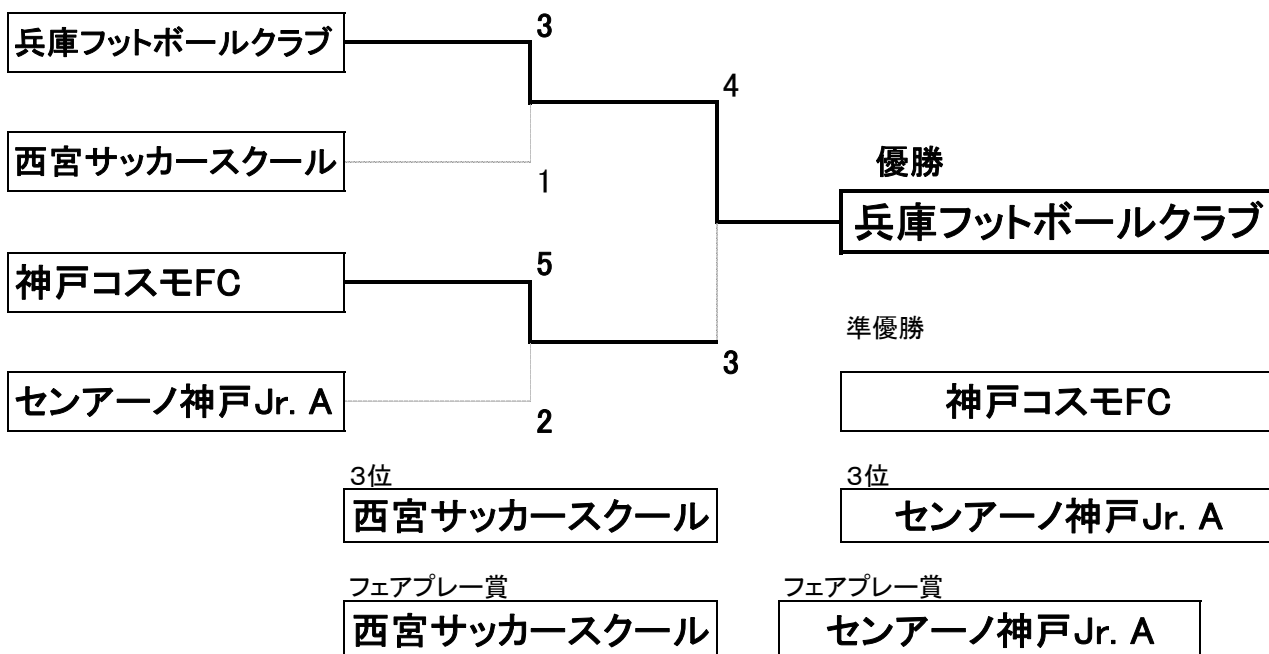 兵庫フットボールクラブ
3
4
西宮サッカースクール
1
優勝
兵庫フットボールクラブ
神戸コスモFC
5
準優勝
3
センアーノ神戸Jr. A
2
神戸コスモFC
3位
3位
西宮サッカースクール
センアーノ神戸Jr. A
フェアプレー賞
フェアプレー賞
西宮サッカースクール
センアーノ神戸Jr. A